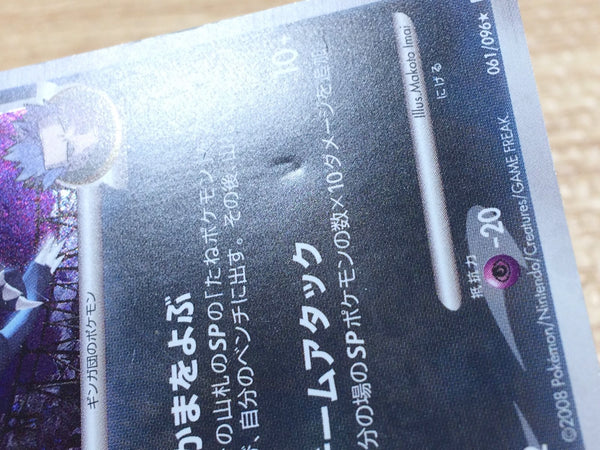 ギンガ団のポケモン
かまをよぶ
の山札のSPの「たねポケモン
、自分のベンチに出す。その後、山
ームアタック
10+
分の場のSPポケモンの数×10ダメージを追加
抵抗力
-20
にげる
Illus. Makoto Imai
©2008 Pokémon/Nintendo/Creatures/GAME FREAK.
061/096★